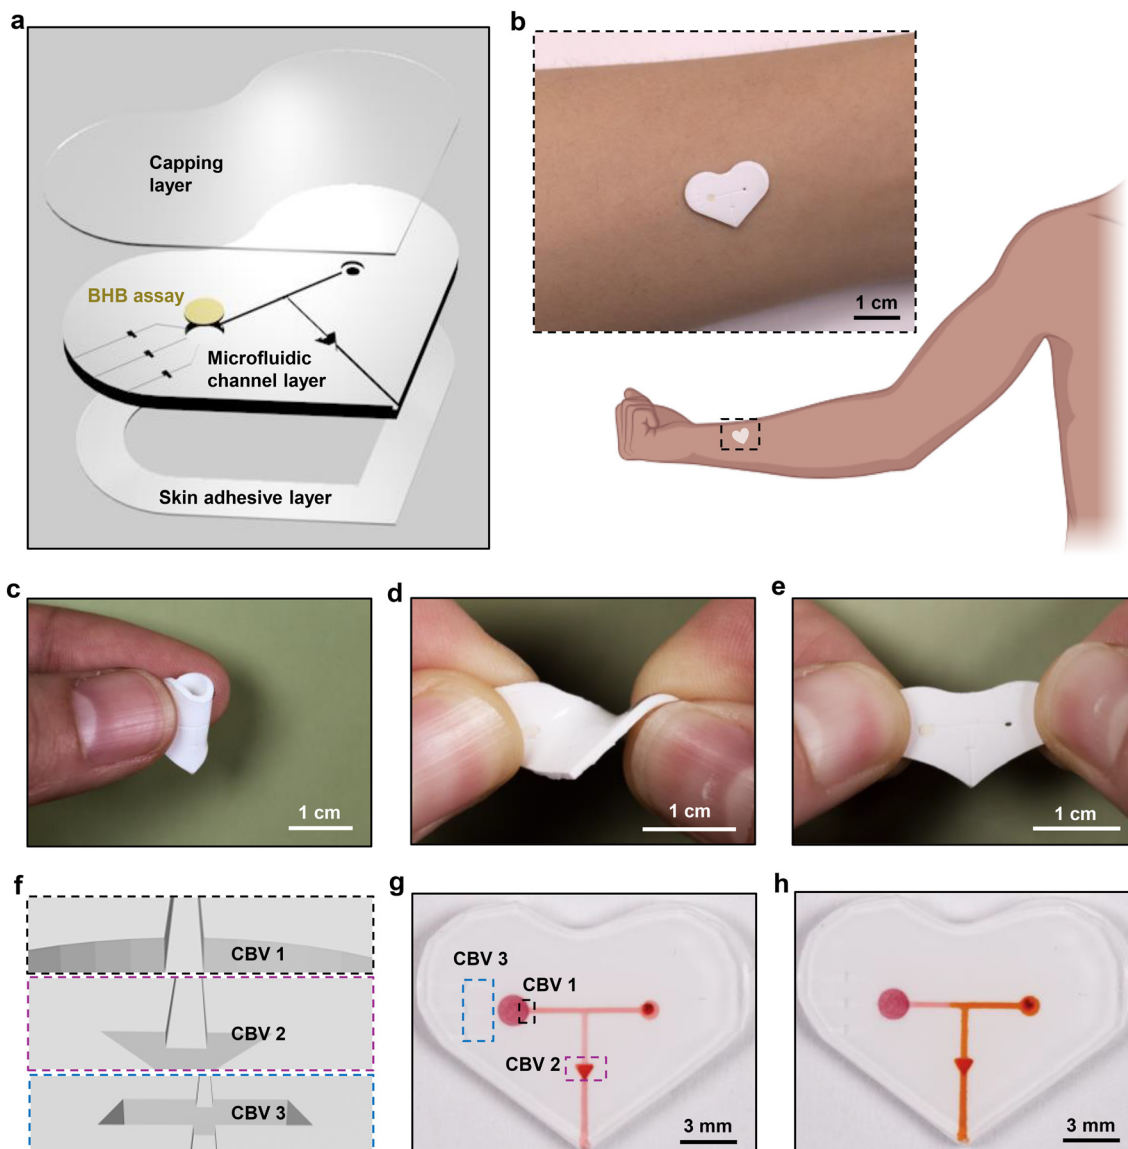 a
Capping
layer
BHB assay
Microfluidic
channel layer
Skin adhesive layer
b
1 cm
c
1 cm
d
1 cm
e
1 cm
f
CBV 1
CBV 2
CBV 3
g
CBV 3
CBV 1
CBV 2
3 mm
h
3 mm